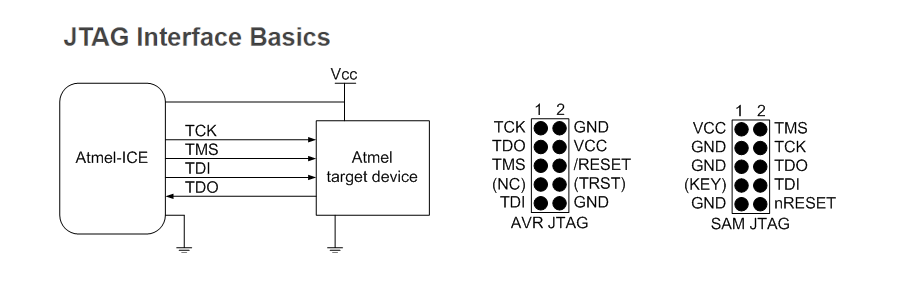 JTAG Interface Basics
Vcc
Atmel-ICE
TCK
TMS
TDI
TDO
Atmel
target device
1 2
TCK GND
TDO VCC
TMS /RESET
(NC) (TRST)
TDI GND
AVR JTAG
1 2
VCC TMS
GND TCK
GND TDO
(KEY) TDI
GND nRESET
SAM JTAG